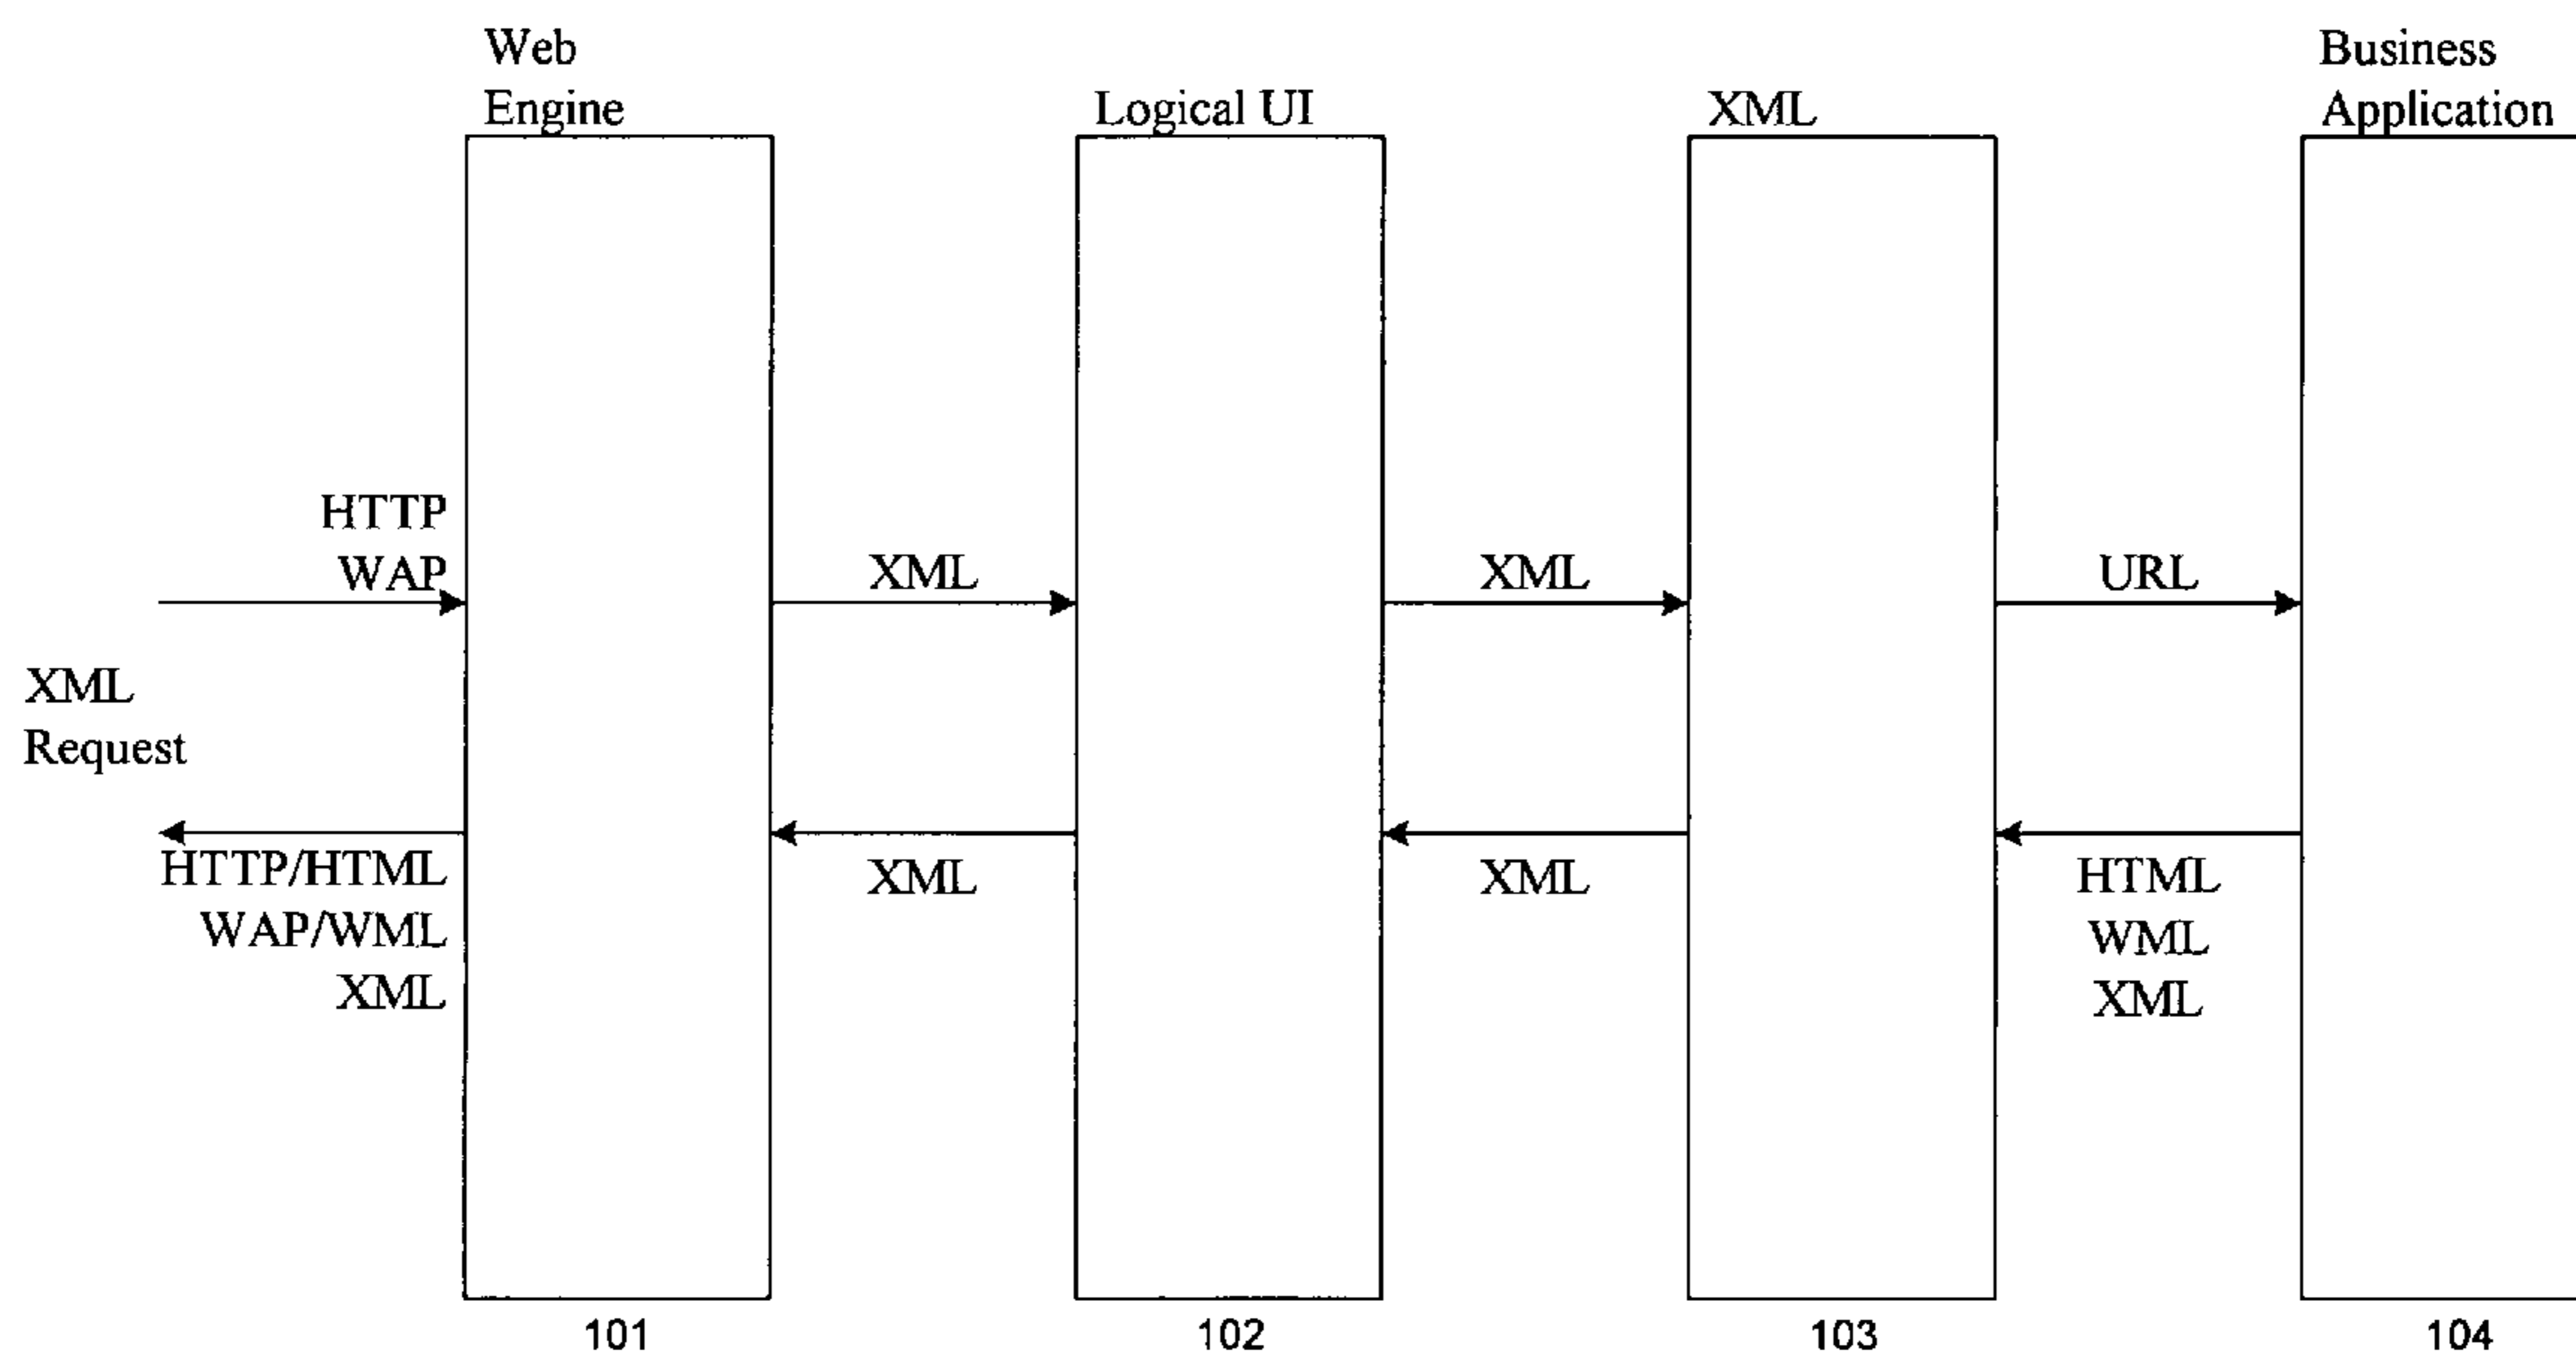 Web
Engine
Logical UI
XML
Business
Application
HTTP
WAP
XML
XML
URL
XML
Request
HTTP/HTML
WAP/WML
XML
XML
XML
HTML
WML
XML
101
102
103
104